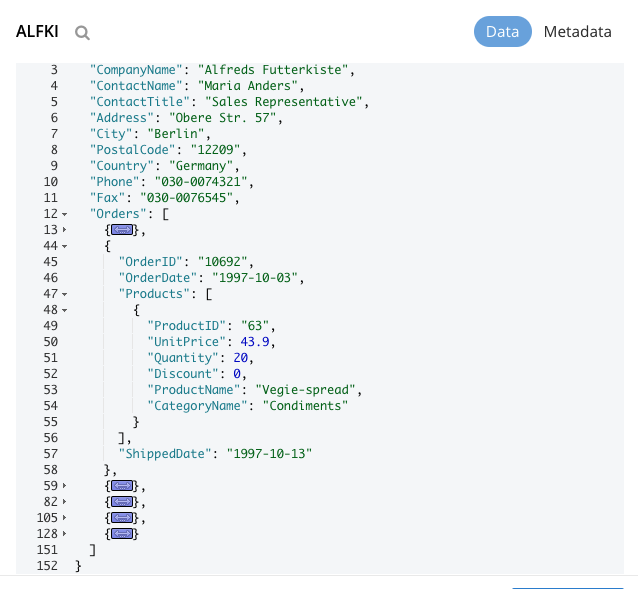 ALFKI
Data Metadata
3 "CompanyName": "Alfreds Futterkiste",
4 "ContactName": "Maria Anders",
5 "ContactTitle": "Sales Representative",
6 "Address": "Obere Str. 57",
7 "City": "Berlin",
8 "PostalCode": "12209",
9 "Country": "Germany",
10 "Phone": "030-0074321",
11 "Fax": "030-0076545",
12 "Orders": [
13 {},
44 {
45 "OrderID": "10692",
46 "OrderDate": "1997-10-03",
47 "Products": [
48 {
49 "ProductID": "63",
50 "UnitPrice": 43.9,
51 "Quantity": 20,
52 "Discount": 0,
53 "ProductName": "Vegie-spread",
54 "CategoryName": "Condiments"
55 }
56 ],
57 "ShippedDate": "1997-10-13"
58 },
59 {},
82 {},
105 {},
128 {}
151 ]
152 }